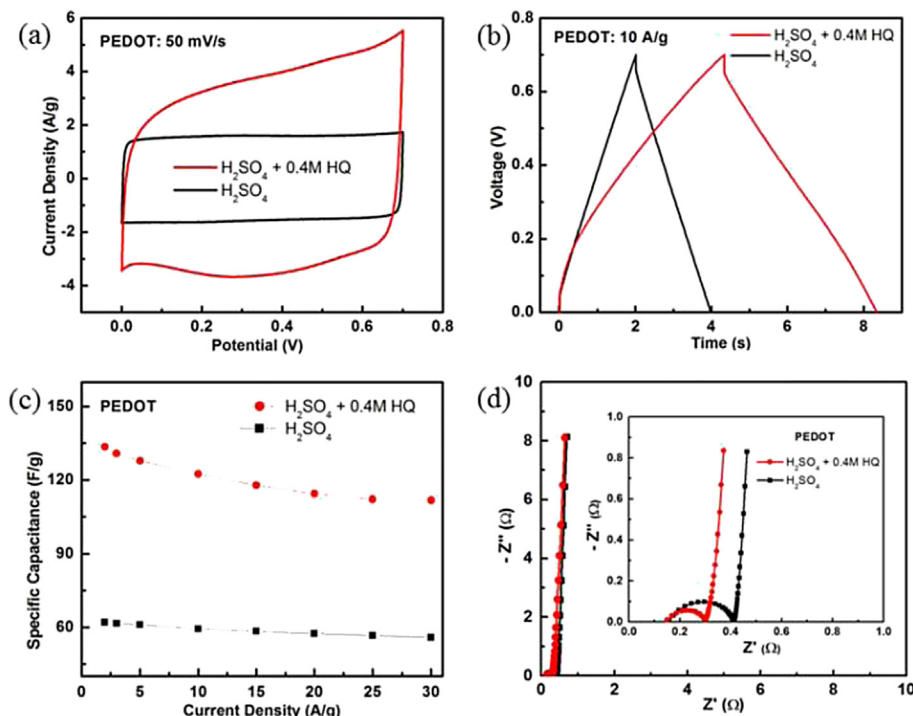 (a)
PEDOT: 50 mV/s
H₂SO₄ + 0.4M HQ
H₂SO₄
Current Density (A/g)
6
4
2
0
-2
-4
0.0 0.2 0.4 0.6 0.8
Potential (V)
(b)
PEDOT: 10 A/g
H₂SO₄ + 0.4M HQ
H₂SO₄
Voltage (V)
0.8
0.6
0.4
0.2
0.0
0 2 4 6 8
Time (s)
(c)
PEDOT
H₂SO₄ + 0.4M HQ
H₂SO₄
Specific Capacitance (F/g)
150
120
90
60
0 5 10 15 20 25 30
Current Density (A/g)
(d)
- Z'' (Ω)
10
8
6
4
2
0
0 2 4 6 8 10
Z' (Ω)
PEDOT
H₂SO₄ + 0.4M HQ
H₂SO₄
- Z'' (Ω)
1.0
0.8
0.6
0.4
0.2
0.0
0.0 0.2 0.4 0.6 0.8 1.0
Z' (Ω)